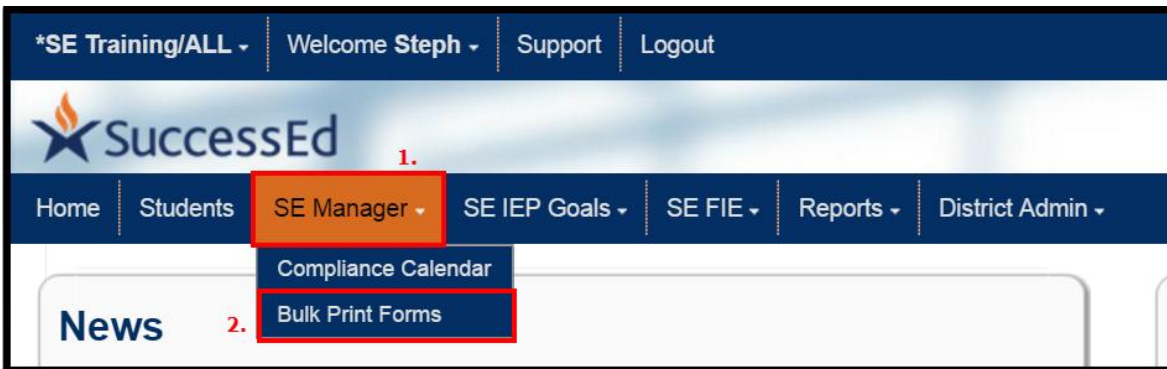 *SE Training/ALL Welcome Steph Support Logout
SuccessEd
1.
Home Students SE Manager SE IEP Goals SE FIE Reports District Admin
Compliance Calendar
News 2. Bulk Print Forms